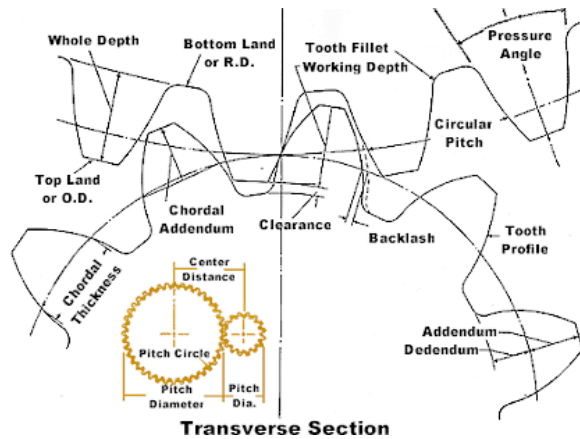 Whole Depth
Bottom Land
or R.D.
Tooth Fillet
Working Depth
Pressure
Angle
Circular
Pitch
Top Land
or O.D.
Chordal
Addendum
Clearance
Backlash
Tooth
Profile
Chordal
Thickness
Center
Distance
Addendum
Dedendum
Pitch Circle
Pitch
Diameter
Pitch
Dia.
Transverse Section